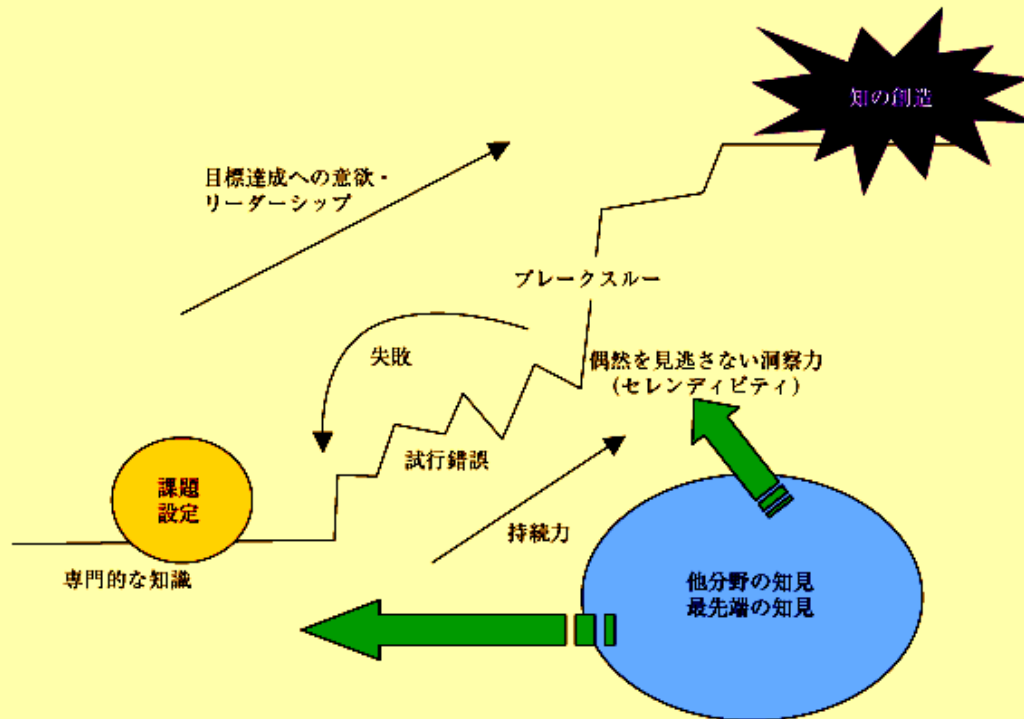 知の創造
目標達成への意欲・
リーダーシップ
ブレークスルー
失敗
偶然を見逃さない洞察力
(セレンディピティ)
試行錯誤
課題
設定
持続力
専門的な知識
他分野の知見
最先端の知見